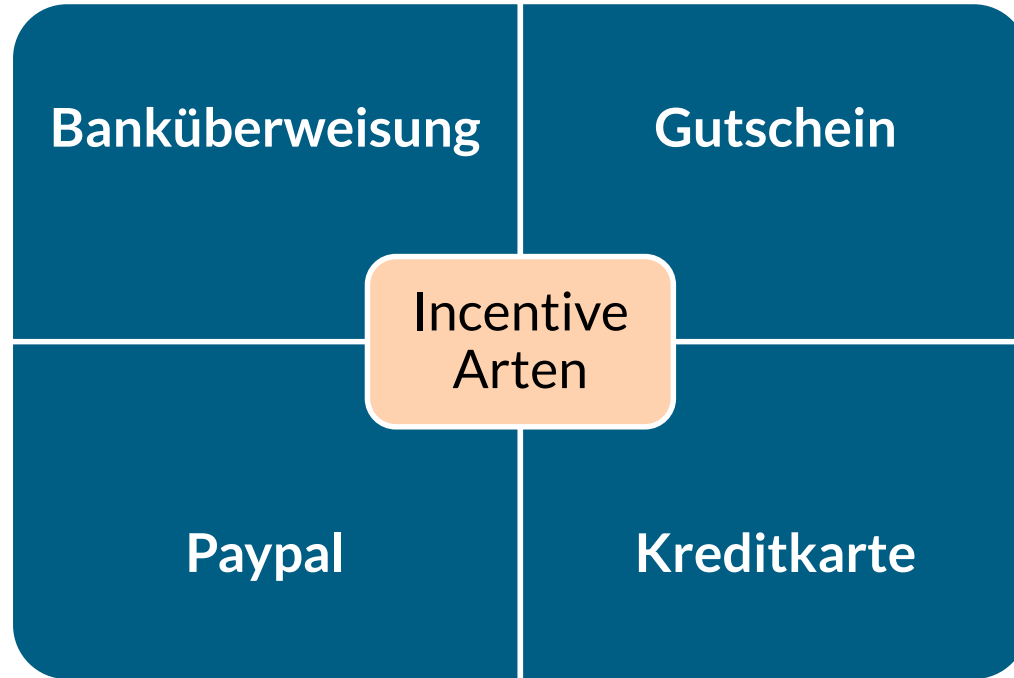 Banküberweisung
Gutschein
Incentive
Arten
Paypal
Kreditkarte